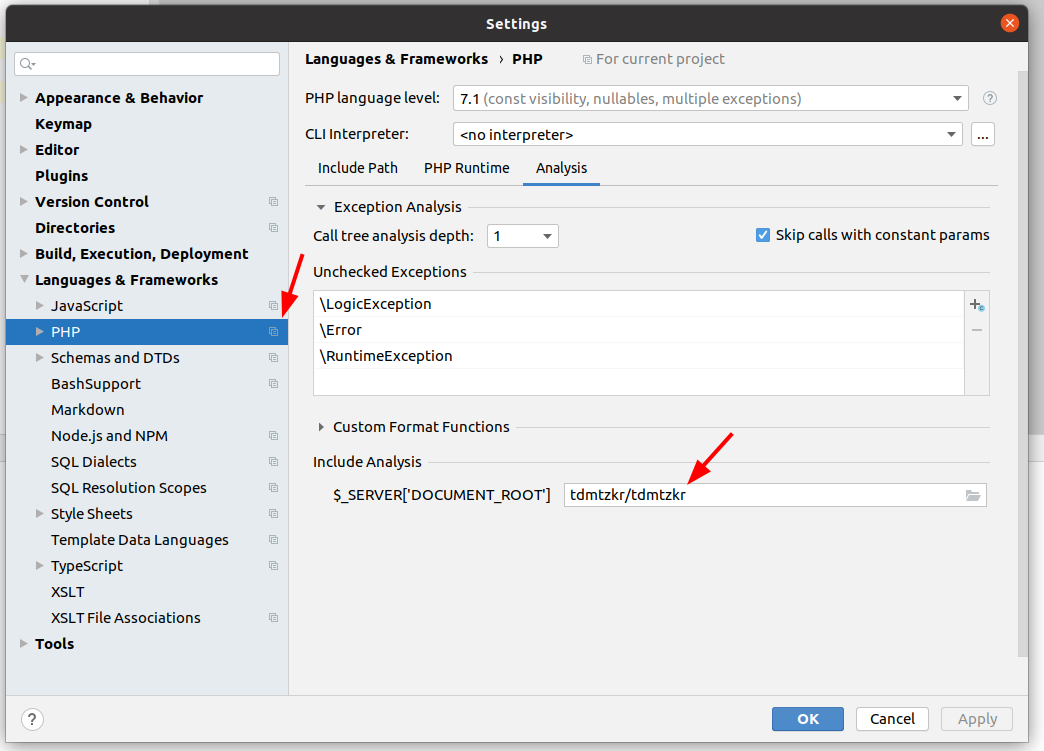 Settings
Languages & Frameworks › PHP For current project
PHP language level: 7.1 (const visibility, nullables, multiple exceptions) ?
CLI Interpreter: <no interpreter> ...
Include Path PHP Runtime Analysis
Exception Analysis
Call tree analysis depth: 1 Skip calls with constant params
Unchecked Exceptions
\LogicException
\Error
\RuntimeException
Custom Format Functions
Include Analysis
$_SERVER['DOCUMENT_ROOT'] tdmtzkr/tdmtzkr
Appearance & Behavior
Keymap
Editor
Plugins
Version Control
Directories
Build, Execution, Deployment
Languages & Frameworks
JavaScript
PHP
Schemas and DTDs
BashSupport
Markdown
Node.js and NPM
SQL Dialects
SQL Resolution Scopes
Style Sheets
Template Data Languages
TypeScript
XSLT
XSLT File Associations
Tools
? OK Cancel Apply